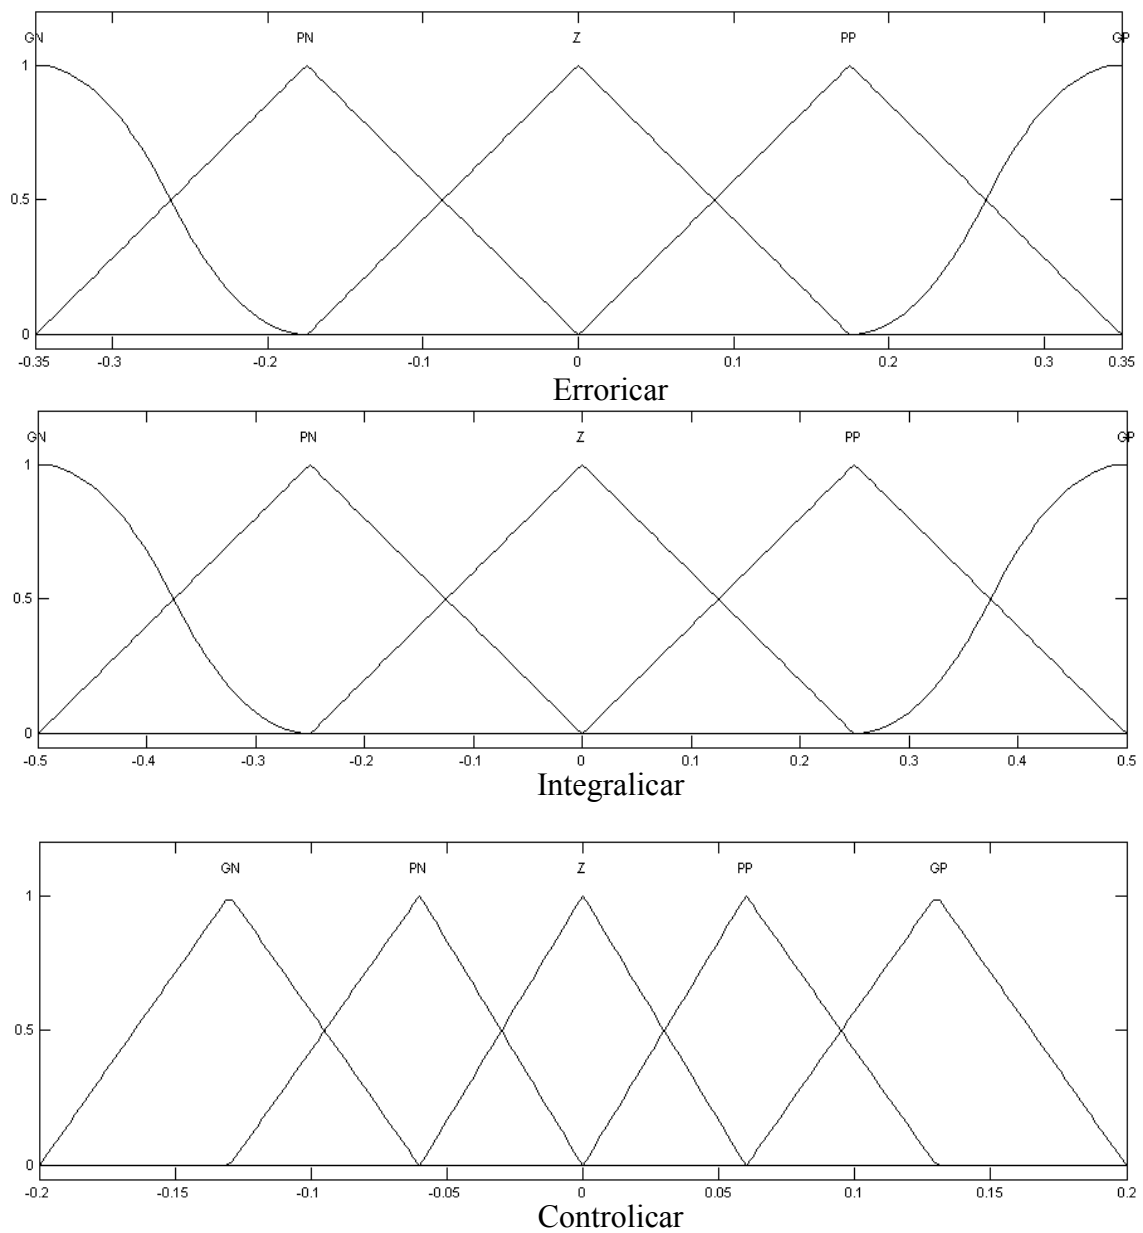 GN PN Z PP GP
1
0.5
0
-0.35 -0.3 -0.2 -0.1 0 0.1 0.2 0.3 0.35
Erroricar
GN PN Z PP GP
1
0.5
0
-0.5 -0.4 -0.3 -0.2 -0.1 0 0.1 0.2 0.3 0.4 0.5
Integralicar
GN PN Z PP GP
1
0.5
0
-0.2 -0.15 -0.1 -0.05 0 0.05 0.1 0.15 0.2
Controlicar